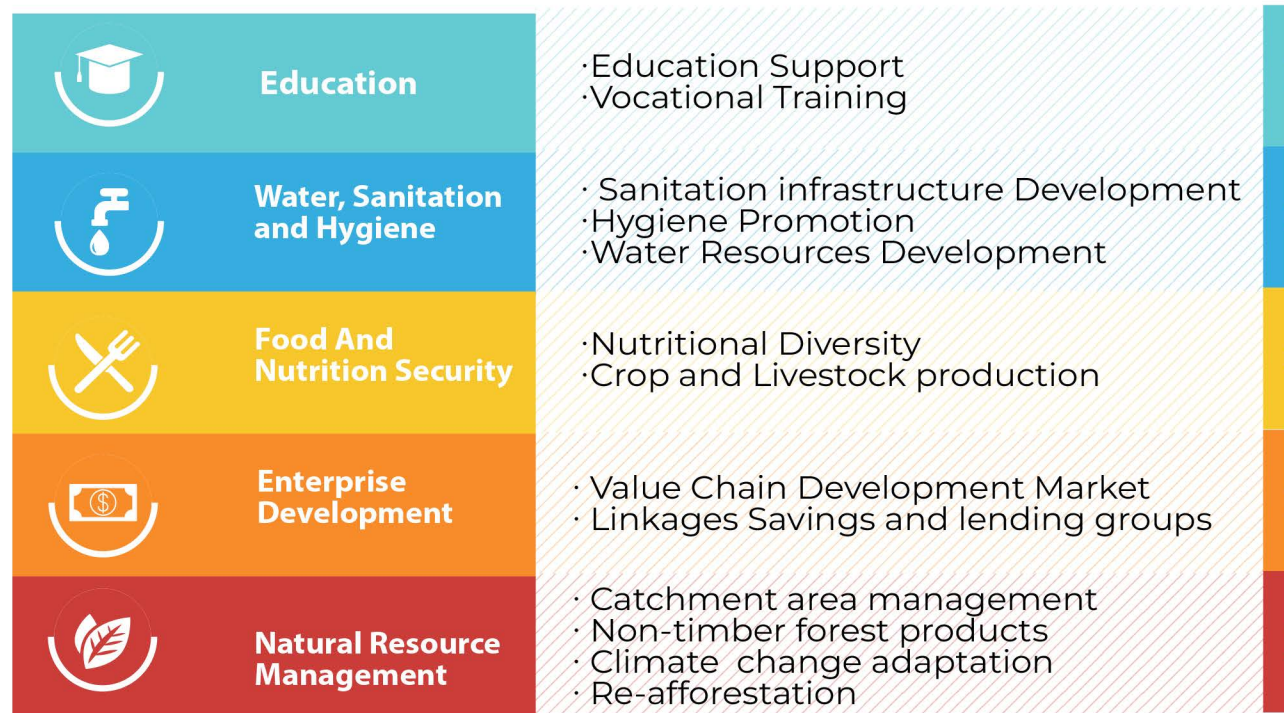 Education
·Education Support
·Vocational Training
Water, Sanitation
and Hygiene
· Sanitation infrastructure Development
·Hygiene Promotion
·Water Resources Development
Food And
Nutrition Security
·Nutritional Diversity
·Crop and Livestock production
Enterprise
Development
· Value Chain Development Market
· Linkages Savings and lending groups
Natural Resource
Management
· Catchment area management
· Non-timber forest products
· Climate  change adaptation
· Re-afforestation